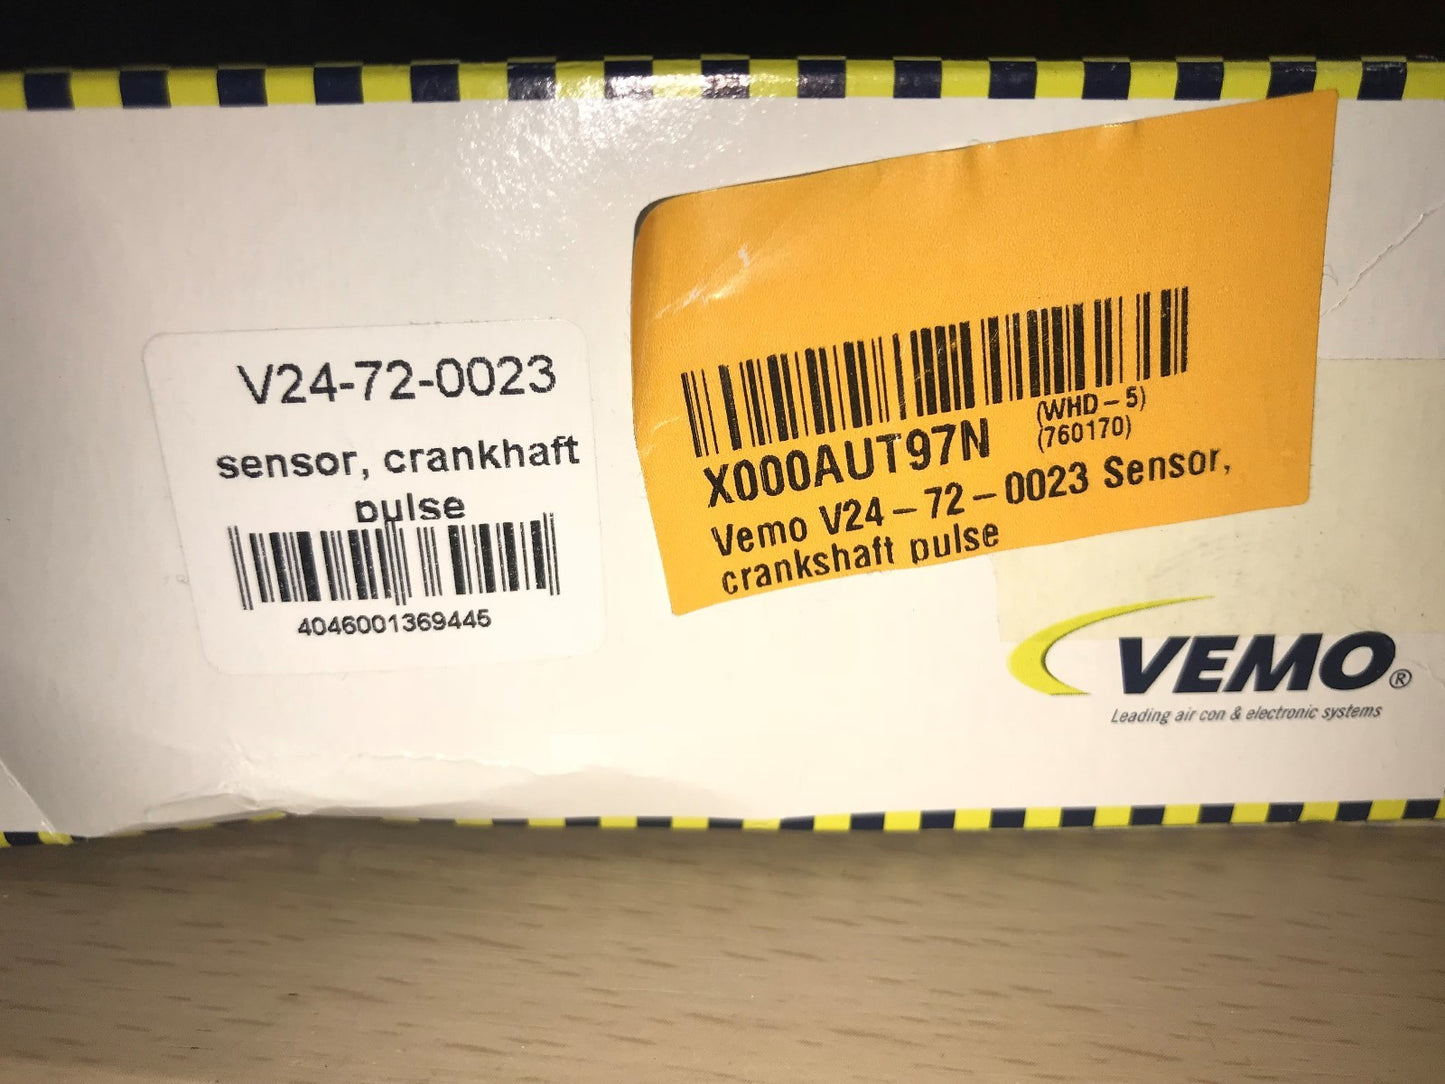 V24-72-0023
sensor, crankhaft
pulse
4046001369445
X000AUT97N
(WHD-5)
(760170)
Vemo V24-72-0023 Sensor,
crankshaft pulse
VEMO®
Leading air con & electronic systems